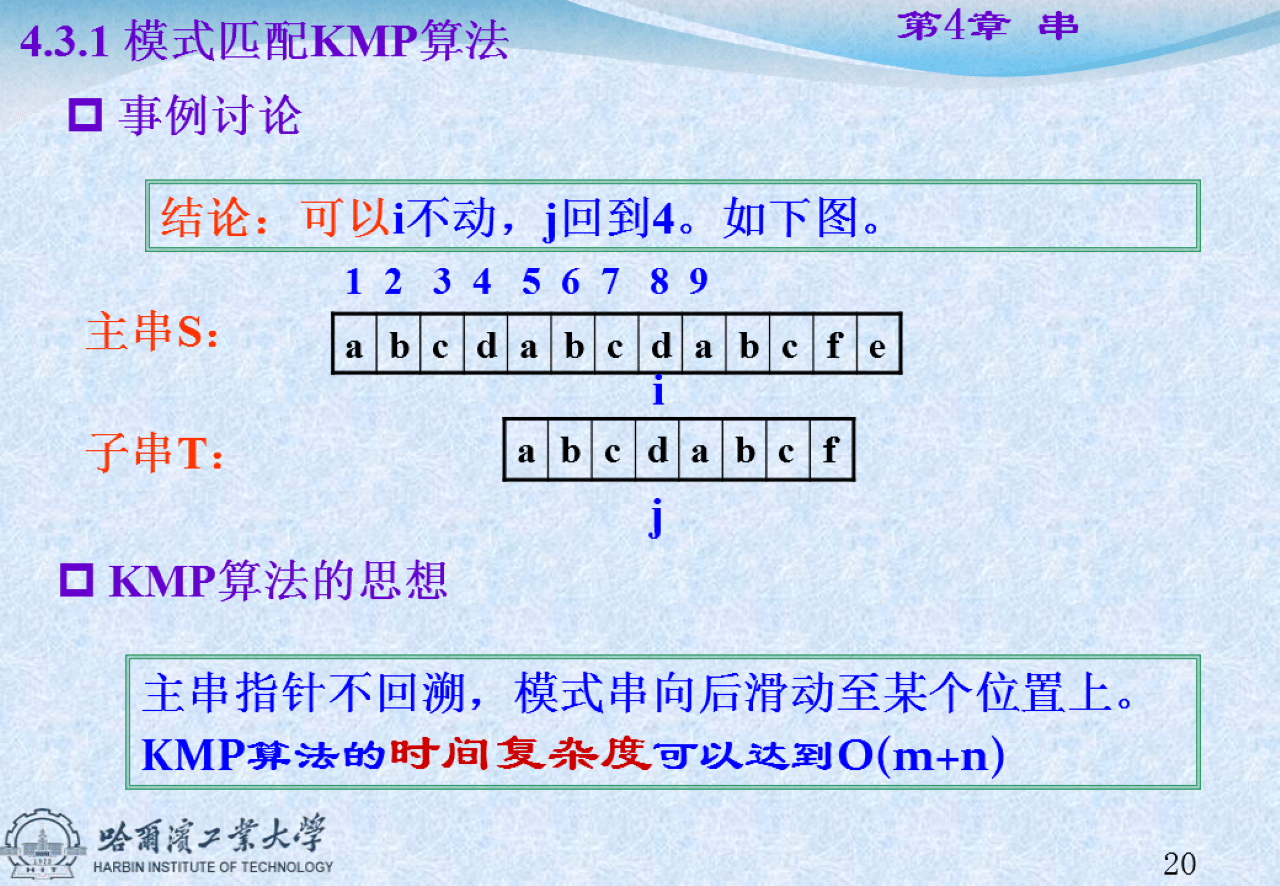 第4章 串
4.3.1 模式匹配KMP算法
事例讨论
结论：可以i不动，j回到4。如下图。
1 2 3 4 5 6 7 8 9
主串S：
a b c d a b c d a b c f e
i
子串T：
a b c d a b c f
j
KMP算法的思想
主串指针不回溯，模式串向后滑动至某个位置上。
KMP算法的时间复杂度可以达到O(m+n)
哈爾濱工業大學
HARBIN INSTITUTE OF TECHNOLOGY
1920
HIT
20